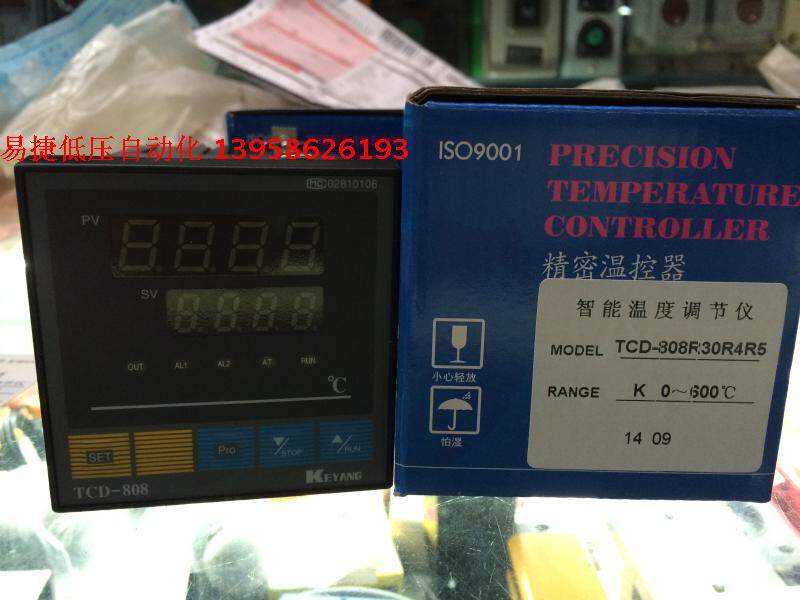 易捷低压自动化 13958626193
MC 02810106
PV
SV
OUT AL1 AL2 AT RUN
℃
SET Pro ▽/STOP △/RUN
TCD-808 KEYANG
ISO9001
PRECISION
TEMPERATURE
CONTROLLER
精密温控器
小心轻放
怕湿
智能温度调节仪
MODEL TCD-808R30R4R5
RANGE K 0～600℃
14 09